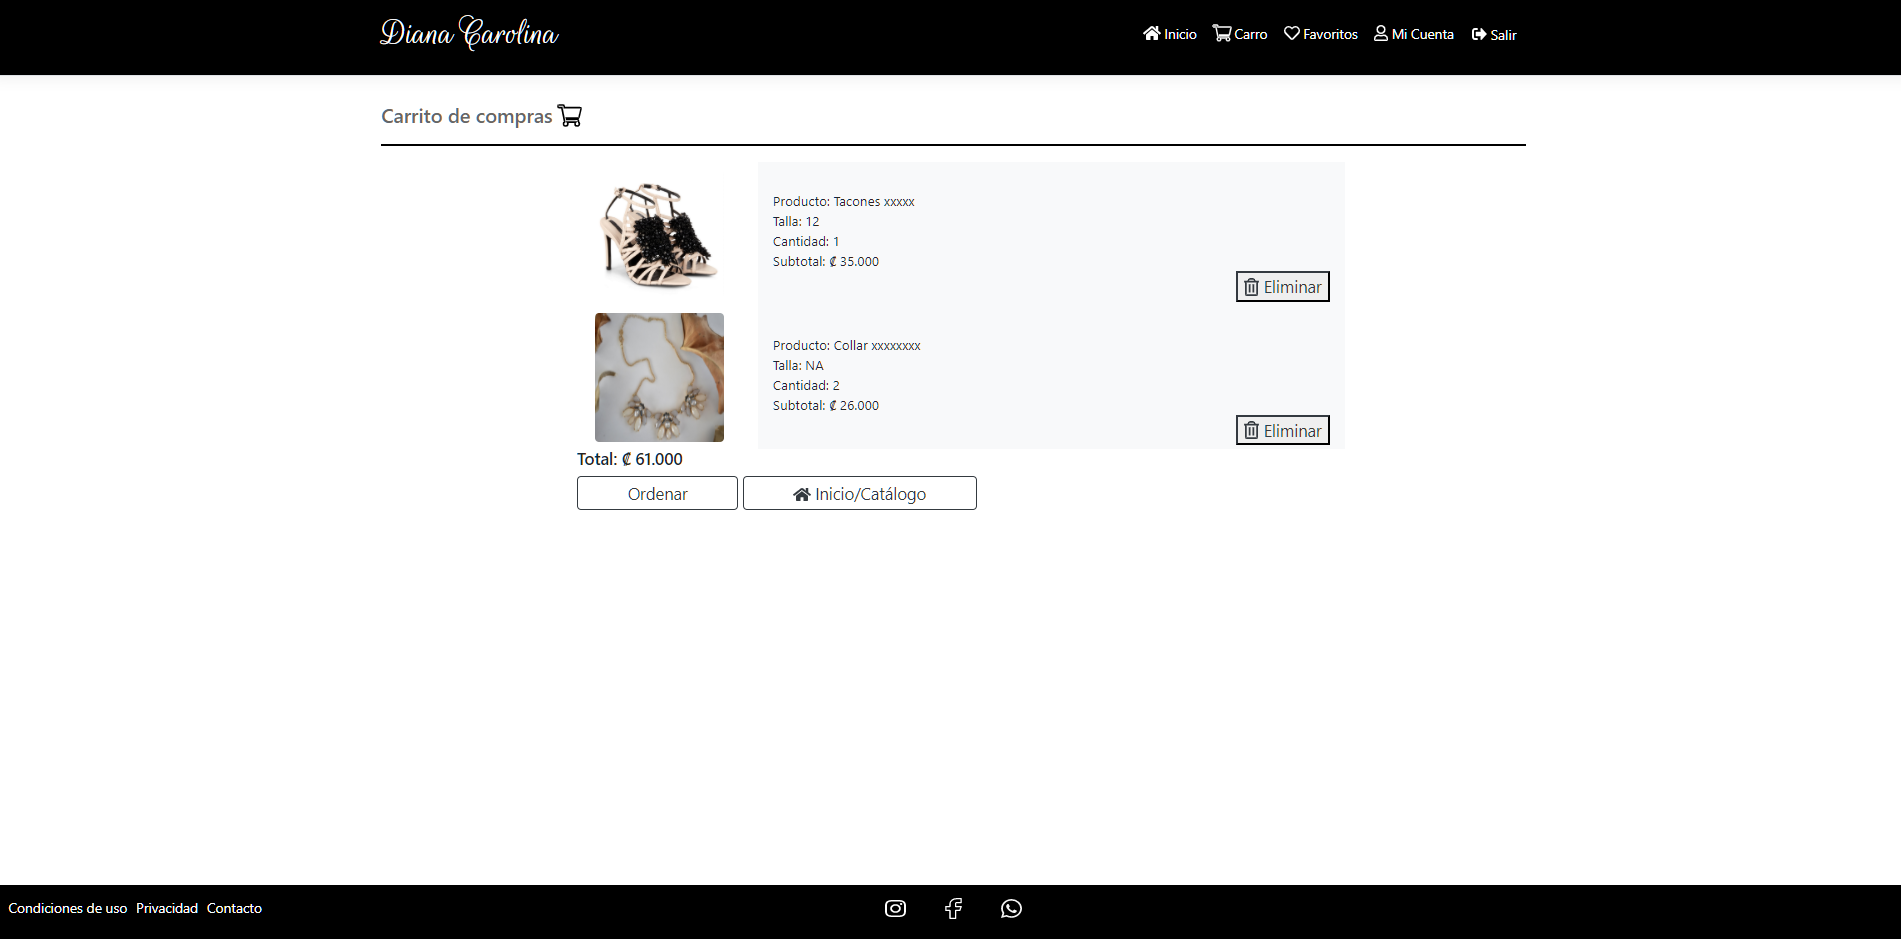 Diana Carolina
Inicio Carro Favoritos Mi Cuenta Salir
Carrito de compras
Producto: Tacones xxxxx
Talla: 12
Cantidad: 1
Subtotal: ₡ 35.000
Eliminar
Producto: Collar xxxxxxxx
Talla: NA
Cantidad: 2
Subtotal: ₡ 26.000
Eliminar
Total: ₡ 61.000
Ordenar Inicio/Catálogo
Condiciones de uso Privacidad Contacto